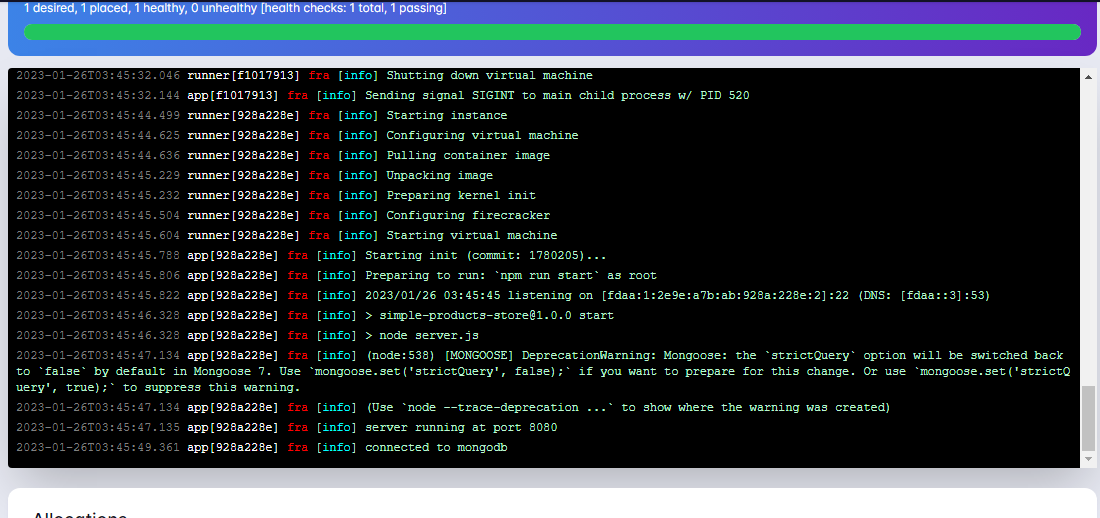 1 desired, 1 placed, 1 healthy, 0 unhealthy [health checks: 1 total, 1 passing]
2023-01-26T03:45:32.046 runner[f1017913] fra [info] Shutting down virtual machine
2023-01-26T03:45:32.144 app[f1017913] fra [info] Sending signal SIGINT to main child process w/ PID 520
2023-01-26T03:45:44.499 runner[928a228e] fra [info] Starting instance
2023-01-26T03:45:44.625 runner[928a228e] fra [info] Configuring virtual machine
2023-01-26T03:45:44.636 runner[928a228e] fra [info] Pulling container image
2023-01-26T03:45:45.229 runner[928a228e] fra [info] Unpacking image
2023-01-26T03:45:45.232 runner[928a228e] fra [info] Preparing kernel init
2023-01-26T03:45:45.504 runner[928a228e] fra [info] Configuring firecracker
2023-01-26T03:45:45.604 runner[928a228e] fra [info] Starting virtual machine
2023-01-26T03:45:45.788 app[928a228e] fra [info] Starting init (commit: 1780205)...
2023-01-26T03:45:45.806 app[928a228e] fra [info] Preparing to run: `npm run start` as root
2023-01-26T03:45:45.822 app[928a228e] fra [info] 2023/01/26 03:45:45 listening on [fdaa:1:2e9e:a7b:ab:928a:228e:2]:22 (DNS: [fdaa::3]:53)
2023-01-26T03:45:46.328 app[928a228e] fra [info] > simple-products-store@1.0.0 start
2023-01-26T03:45:46.328 app[928a228e] fra [info] > node server.js
2023-01-26T03:45:47.134 app[928a228e] fra [info] (node:538) [MONGOOSE] DeprecationWarning: Mongoose: the `strictQuery` option will be switched back
to `false` by default in Mongoose 7. Use `mongoose.set('strictQuery', false);` if you want to prepare for this change. Or use `mongoose.set('strictQ
uery', true);` to suppress this warning.
2023-01-26T03:45:47.134 app[928a228e] fra [info] (Use `node --trace-deprecation ...` to show where the warning was created)
2023-01-26T03:45:47.135 app[928a228e] fra [info] server running at port 8080
2023-01-26T03:45:49.361 app[928a228e] fra [info] connected to mongodb
Allocations